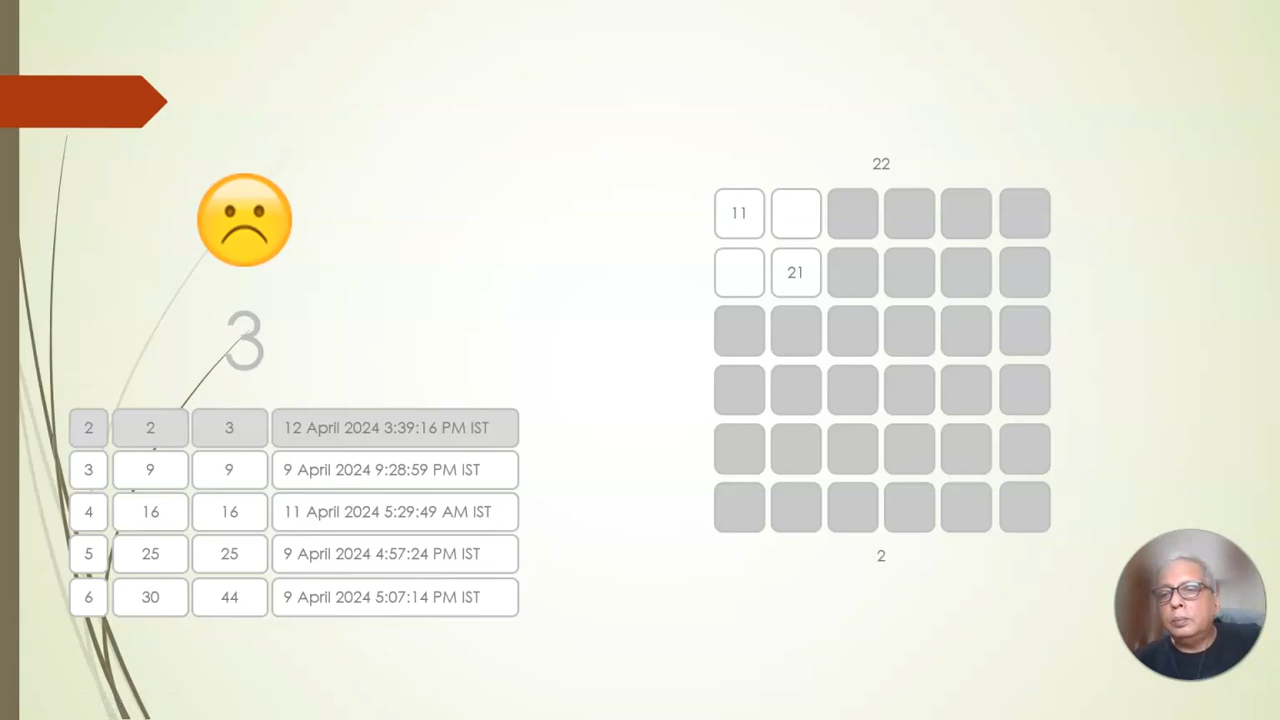 22
11
21
3
2 2 3 12 April 2024 3:39:16 PM IST
3 9 9 9 April 2024 9:28:59 PM IST
4 16 16 11 April 2024 5:29:49 AM IST
5 25 25 9 April 2024 4:57:24 PM IST
6 30 44 9 April 2024 5:07:14 PM IST
2